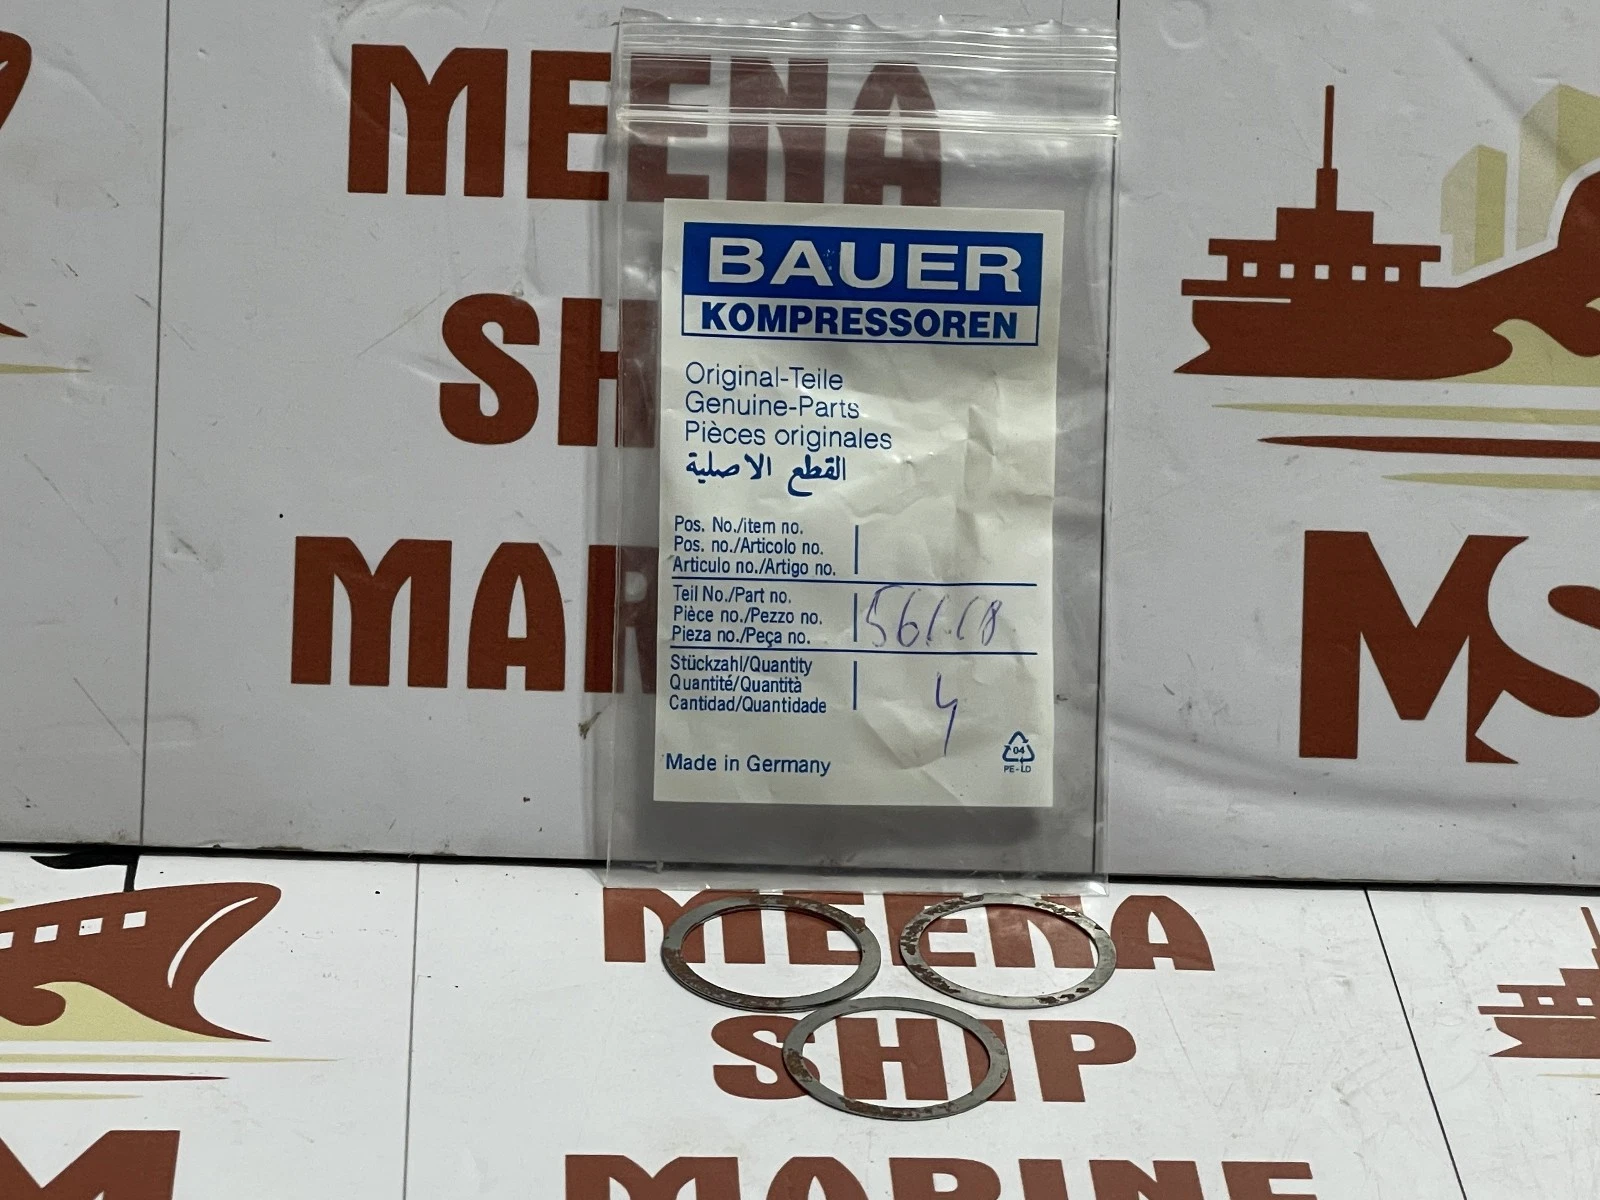 MEENA
SH
MAR
MS
BAUER
KOMPRESSOREN
Original-Teile
Genuine-Parts
Pièces originales
القطع الاصلية
Pos. No./item no.
Pos. no./Articolo no.
Articulo no./Artigo no.
Teil No./Part no.
Pièce no./Pezzo no.
Pieza no./Peça no.
Stückzahl/Quantity
Quantité/Quantità
Cantidad/Quantidade
4
Made in Germany
04
PE-LD
MEENA
SHIP
MARINE
M